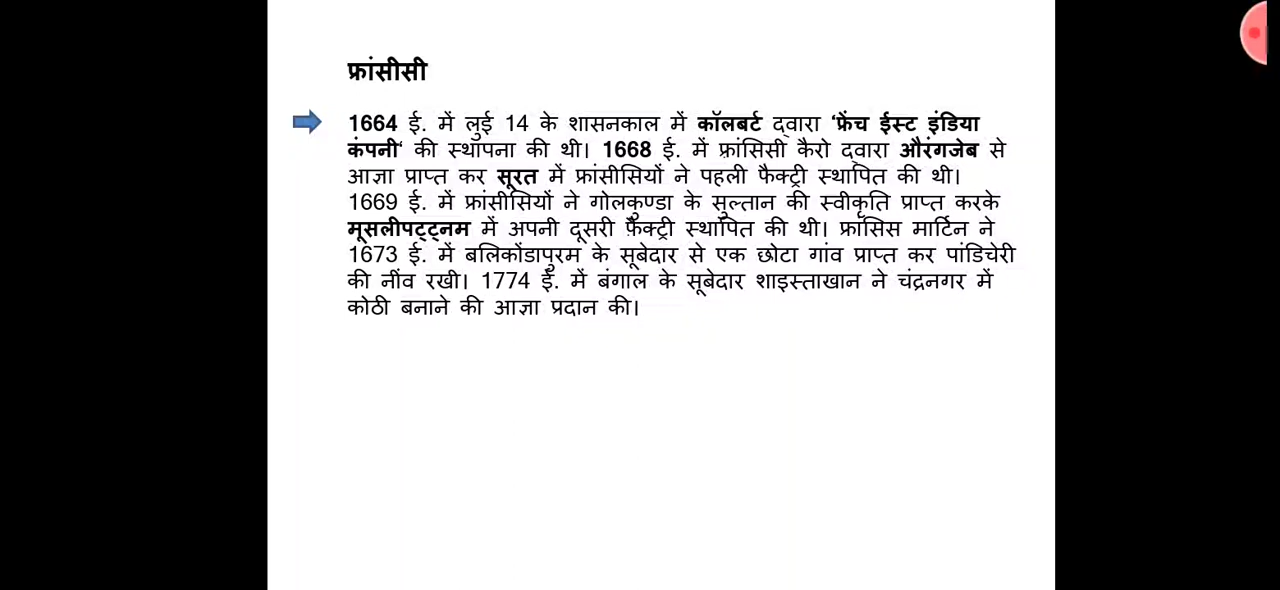 फ्रांसीसी
1664 ई. में लुई 14 के शासनकाल में कॉलबर्ट द्वारा ‘फ्रेंच ईस्ट इंडिया
कंपनी‘ की स्थापना की थी। 1668 ई. में फ्रांसिसी कैरो द्वारा औरंगजेब से
आज्ञा प्राप्त कर सूरत में फ्रांसीसियों ने पहली फैक्ट्री स्थापित की थी।
1669 ई. में फ्रांसीसियों ने गोलकुण्डा के सुल्तान की स्वीकृति प्राप्त करके
मूसलीपट्ट्नम में अपनी दूसरी फ़ैक्ट्री स्थापित की थी। फ्रांसिस मार्टिन ने
1673 ई. में बलिकोंडापुरम के सूबेदार से एक छोटा गांव प्राप्त कर पांडिचेरी
की नींव रखी। 1774 ई. में बंगाल के सूबेदार शाइस्ताखान ने चंद्रनगर में
कोठी बनाने की आज्ञा प्रदान की।